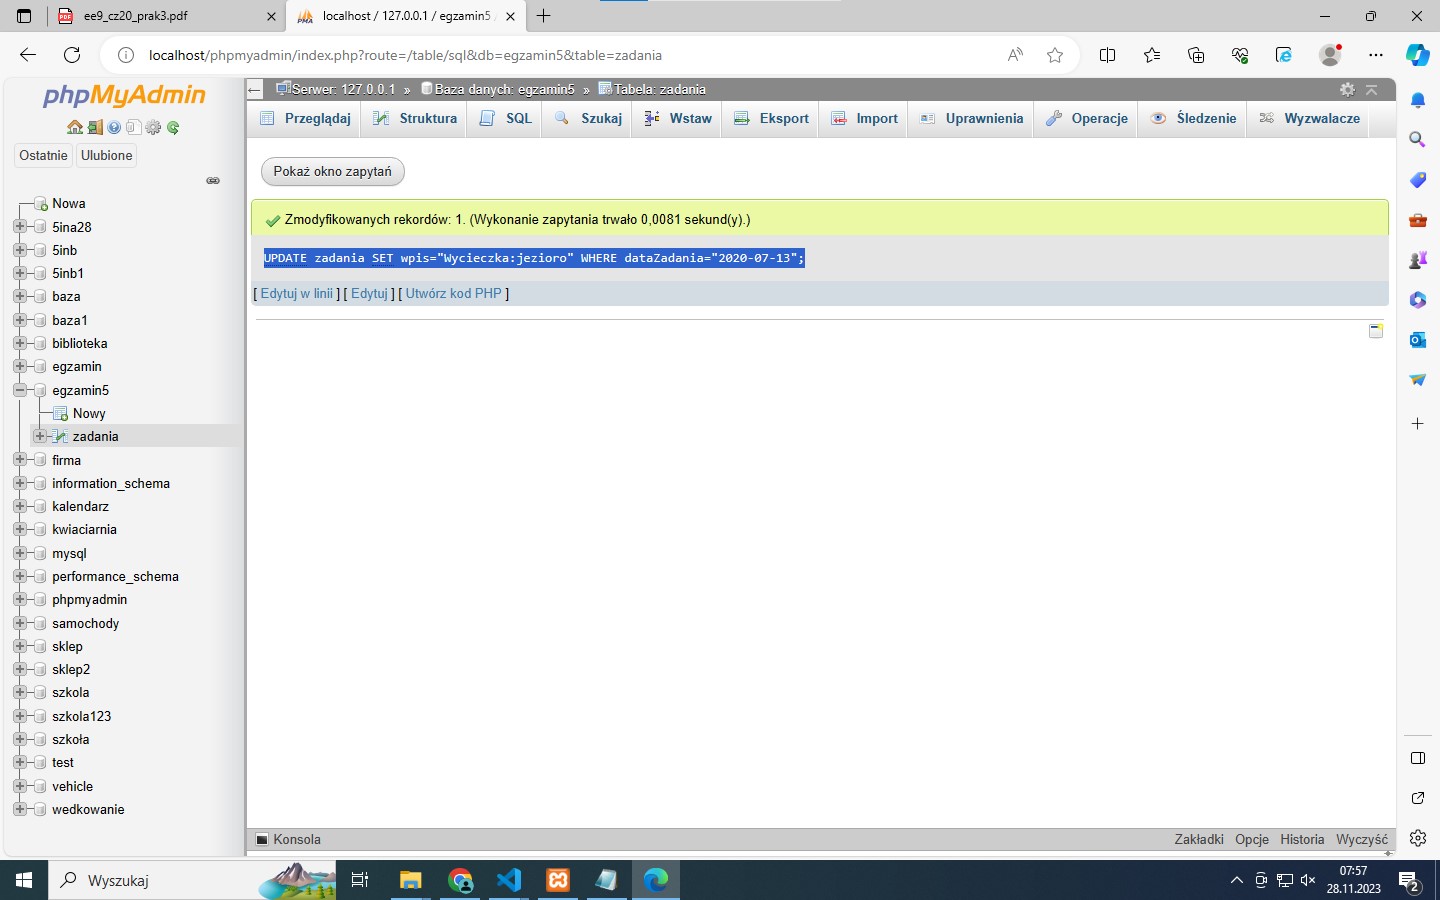 ee9_cz20_prak3.pdf
localhost / 127.0.0.1 / egzamin5
localhost/phpmyadmin/index.php?route=/table/sql&db=egzamin5&table=zadania
phpMyAdmin
Ostatnie
Ulubione
Nowa
5ina28
5inb
5inb1
baza
baza1
biblioteka
egzamin
egzamin5
Nowy
zadania
firma
information_schema
kalendarz
kwiaciarnia
mysql
performance_schema
phpmyadmin
samochody
sklep
sklep2
szkola
szkola123
szkoła
test
vehicle
wedkowanie
Serwer: 127.0.0.1 » Baza danych: egzamin5 » Tabela: zadania
Przeglądaj
Struktura
SQL
Szukaj
Wstaw
Eksport
Import
Uprawnienia
Operacje
Śledzenie
Wyzwalacze
Pokaż okno zapytań
Zmodyfikowanych rekordów: 1. (Wykonanie zapytania trwało 0,0081 sekund(y).)
UPDATE zadania SET wpis="Wycieczka:jezioro" WHERE dataZadania="2020-07-13";
[ Edytuj w linii ] [ Edytuj ] [ Utwórz kod PHP ]
Konsola
Zakładki
Opcje
Historia
Wyczyść
Wyszukaj
07:57
28.11.2023
2